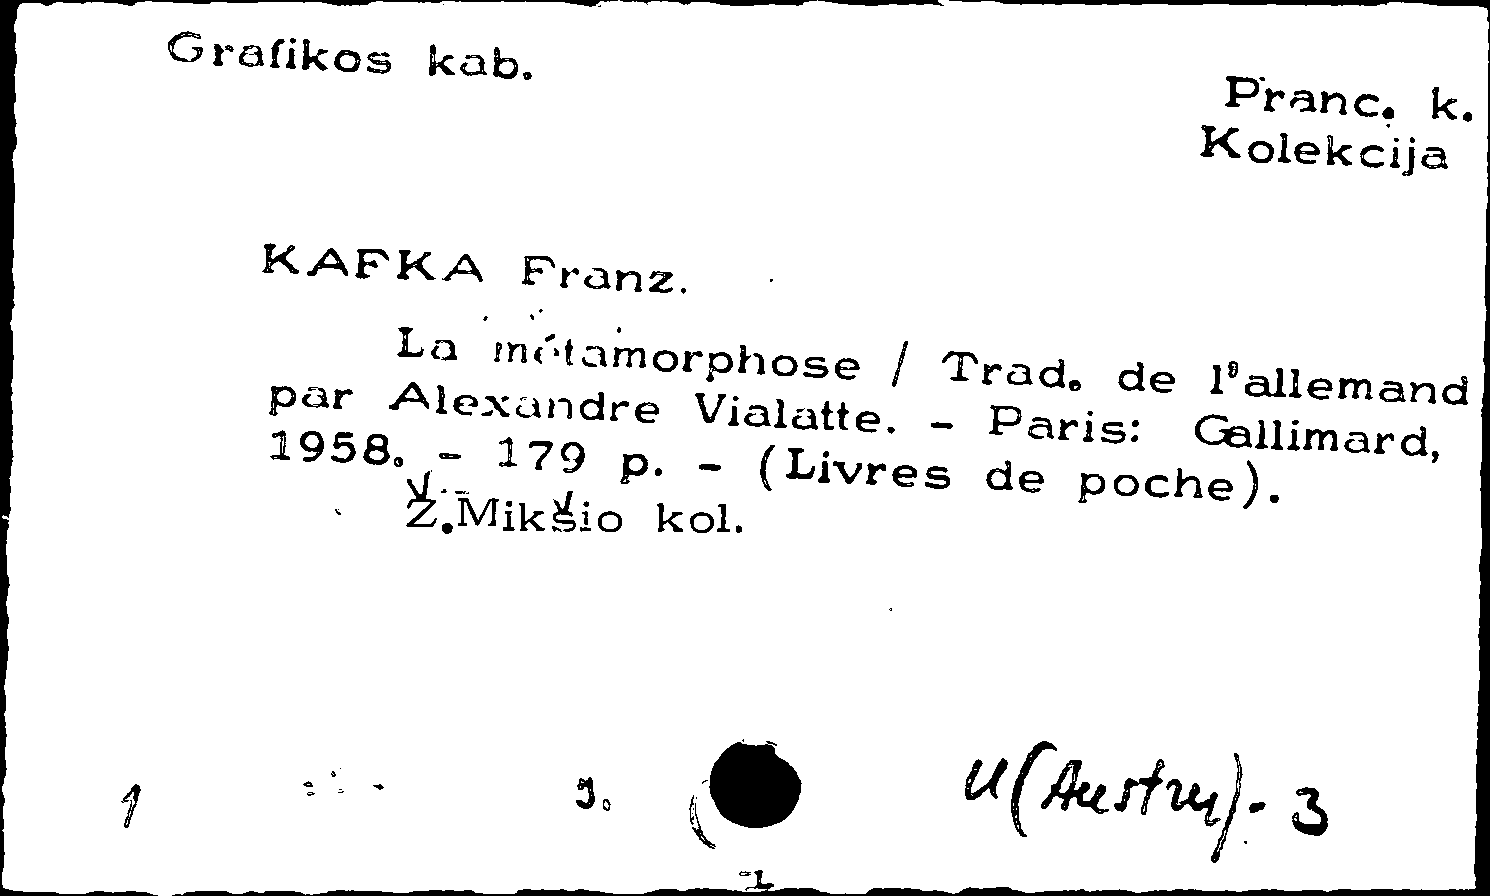 Grafikos kab.
Pranc. k.
Kolekcija
KAFKA Franz.
La métamorphose / Trad. de l'allemand
par Alexandre Vialatte. - Paris: Gallimard,
1958. - 179 p. - (Livres de poche).
Ž.Mikšio kol.
1 U(Austrų)-3